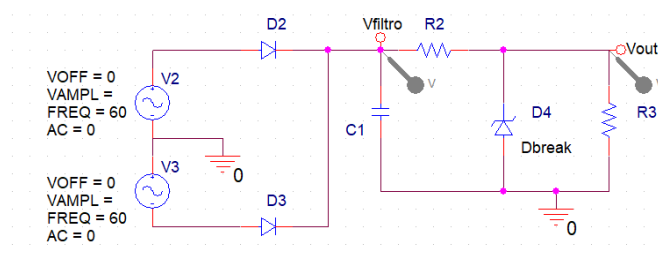 D2
Vfiltro
R2
VOFF = 0
VAMPL =
FREQ = 60
AC = 0
V2
V
Vout
V
C1
D4
Dbreak
R3
0
V3
VOFF = 0
VAMPL =
FREQ = 60
AC = 0
D3
0